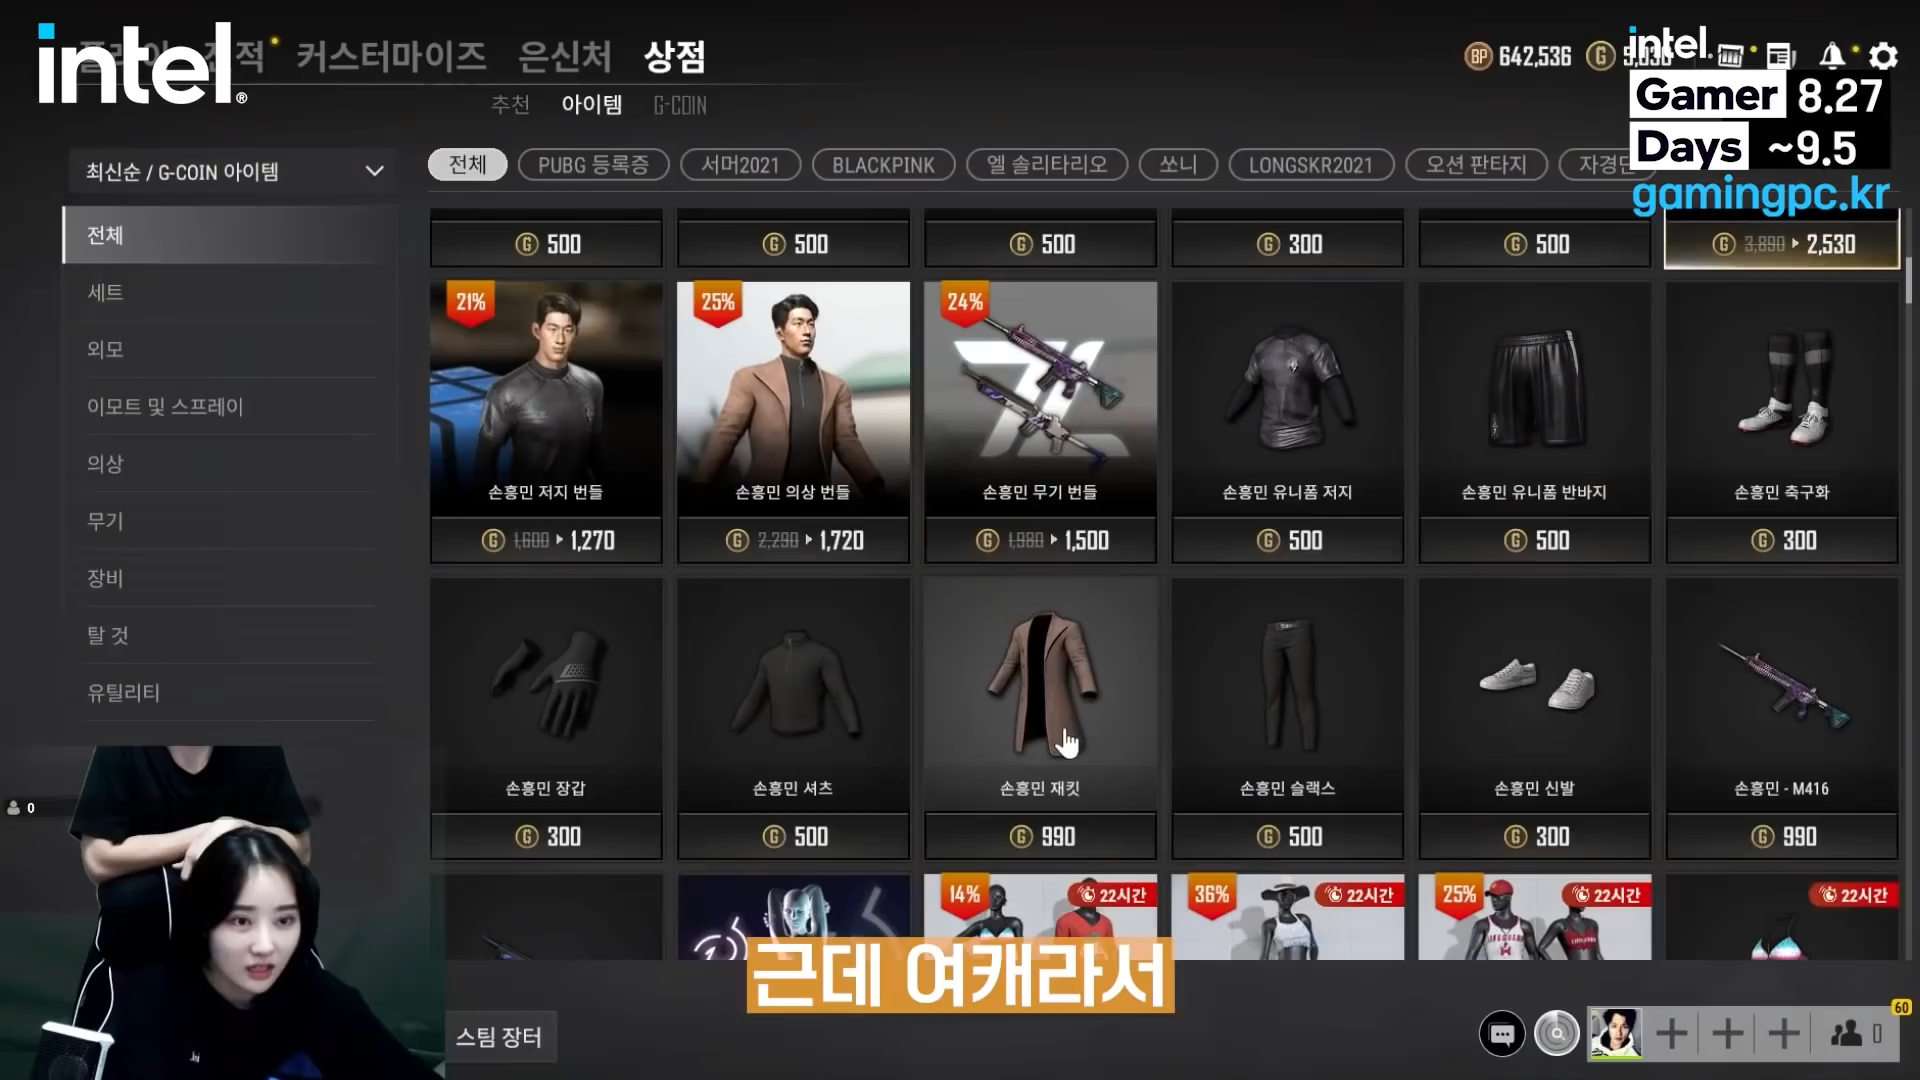 intel®
전적 커스터마이즈 은신처 상점
BP 642,536
G
추천 아이템 G-COIN
intel.
Gamer 8.27
Days ~9.5
gamingpc.kr
최신순 / G-COIN 아이템
전체 PUBG 등록증 서머2021 BLACKPINK 엘 솔리타리오 쏘니 LONGSKR2021 오션 판타지 자경단
전체
세트
외모
이모트 및 스프레이
의상
무기
장비
탈 것
유틸리티
G 500 G 500 G 500 G 300 G 500 G 3,890 ▸ 2,530
21% 25% 24%
손흥민 저지 번들 손흥민 의상 번들 손흥민 무기 번들 손흥민 유니폼 저지 손흥민 유니폼 반바지 손흥민 축구화
G 1,600 ▸ 1,270 G 2,290 ▸ 1,720 G 1,980 ▸ 1,500 G 500 G 500 G 300
손흥민 장갑 손흥민 셔츠 손흥민 재킷 손흥민 슬랙스 손흥민 신발 손흥민 - M416
G 300 G 500 G 990 G 500 G 300 G 990
14% 22시간 36% 22시간 25% 22시간 22시간
LIFEGUARD
0
근데 여캐라서
스팀 장터
60
0